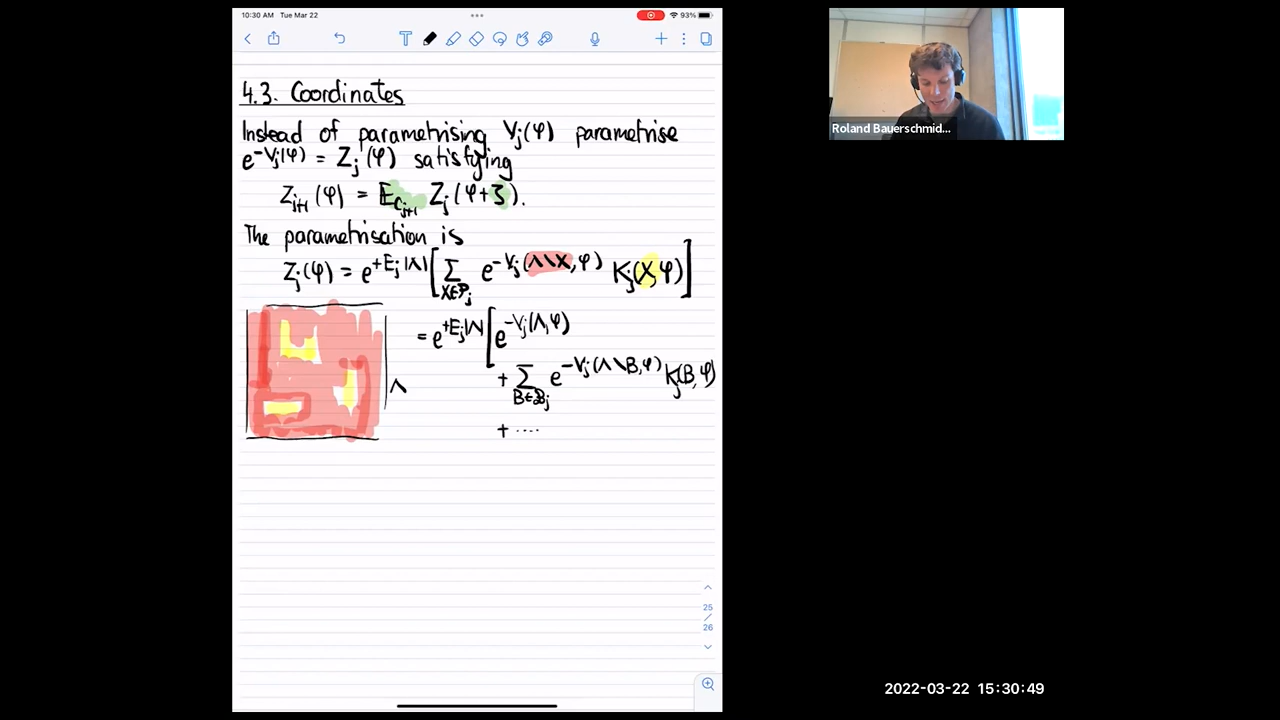 10:30 AM Tue Mar 22
93%
4.3. Coordinates
Instead of parametrising V_j(φ) parametrise
e^{-V_j(φ)} = Z_j(φ) satisfying
Z_{j+1}(φ) = E_{C_{j+1}} Z_j(φ+ζ).
The parametrisation is
Z_j(φ) = e^{+E_j|Λ|} [ Σ_{X∈P_j} e^{-V_j(Λ\X,φ)} K_j(X,φ) ]
= e^{+E_j|Λ|} [ e^{-V_j(Λ,φ)}
+ Σ_{B∈B_j} e^{-V_j(Λ\B,φ)} K_j(B,φ)
Λ
+ ....
25
/
26
Roland Bauerschmid...
2022-03-22 15:30:49